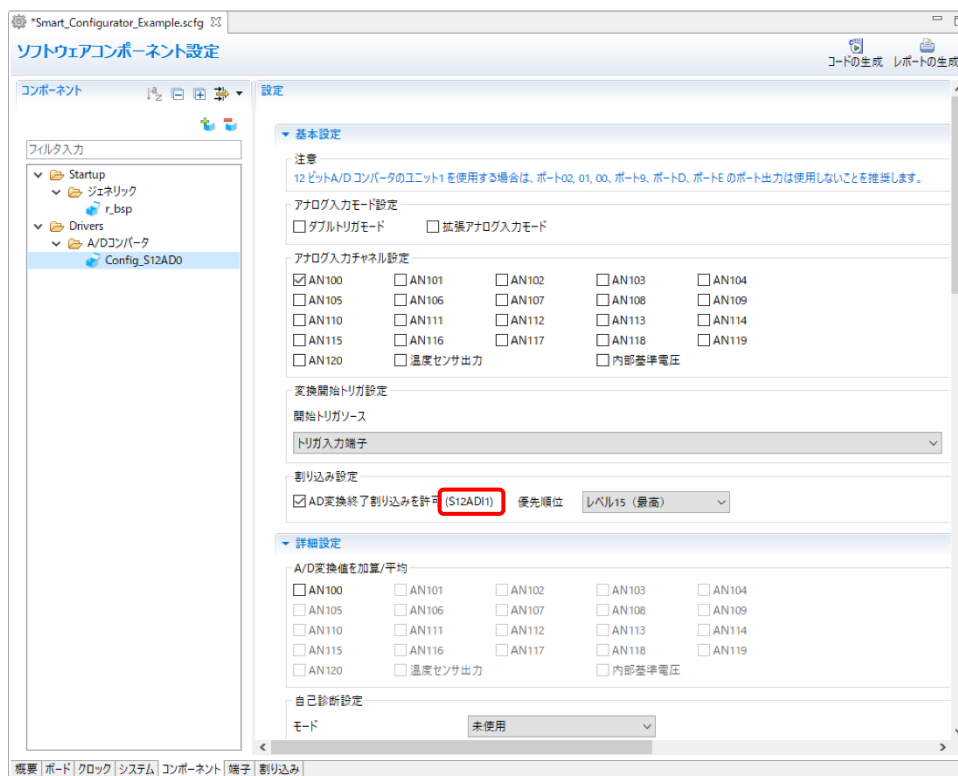 *Smart_Configurator_Example.scfg
ソフトウェアコンポーネント設定
コードの生成 レポートの生成
コンポーネント
設定
フィルタ入力
Startup
ジェネリック
r_bsp
Drivers
A/Dコンバータ
Config_S12AD0
基本設定
注意
12 ビットA/D コンバータのユニット1 を使用する場合は、ポート02, 01, 00、ポート9、ポートD、ポートE のポート出力は使用しないことを推奨します。
アナログ入力モード設定
ダブルトリガモード 拡張アナログ入力モード
アナログ入力チャネル設定
AN100 AN101 AN102 AN103 AN104
AN105 AN106 AN107 AN108 AN109
AN110 AN111 AN112 AN113 AN114
AN115 AN116 AN117 AN118 AN119
AN120 温度センサ出力 内部基準電圧
変換開始トリガ設定
開始トリガソース
トリガ入力端子
割り込み設定
AD変換終了割り込みを許可 (S12ADI1) 優先順位 レベル15 (最高)
詳細設定
A/D変換値を加算/平均
AN100 AN101 AN102 AN103 AN104
AN105 AN106 AN107 AN108 AN109
AN110 AN111 AN112 AN113 AN114
AN115 AN116 AN117 AN118 AN119
AN120 温度センサ出力 内部基準電圧
自己診断設定
モード 未使用
概要 ボード クロック システム コンポーネント 端子 割り込み